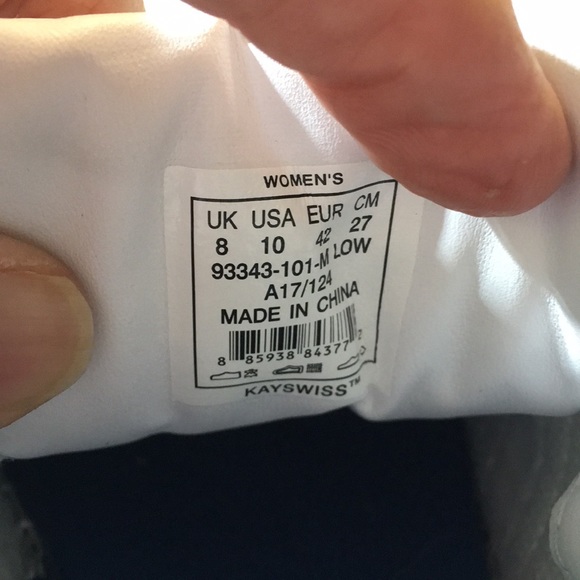 WOMEN'S
UK USA EUR CM
8 10 42 27
93343-101-M LOW
A17/124
MADE IN CHINA
8 85938 84377 2
KAYSWISS™